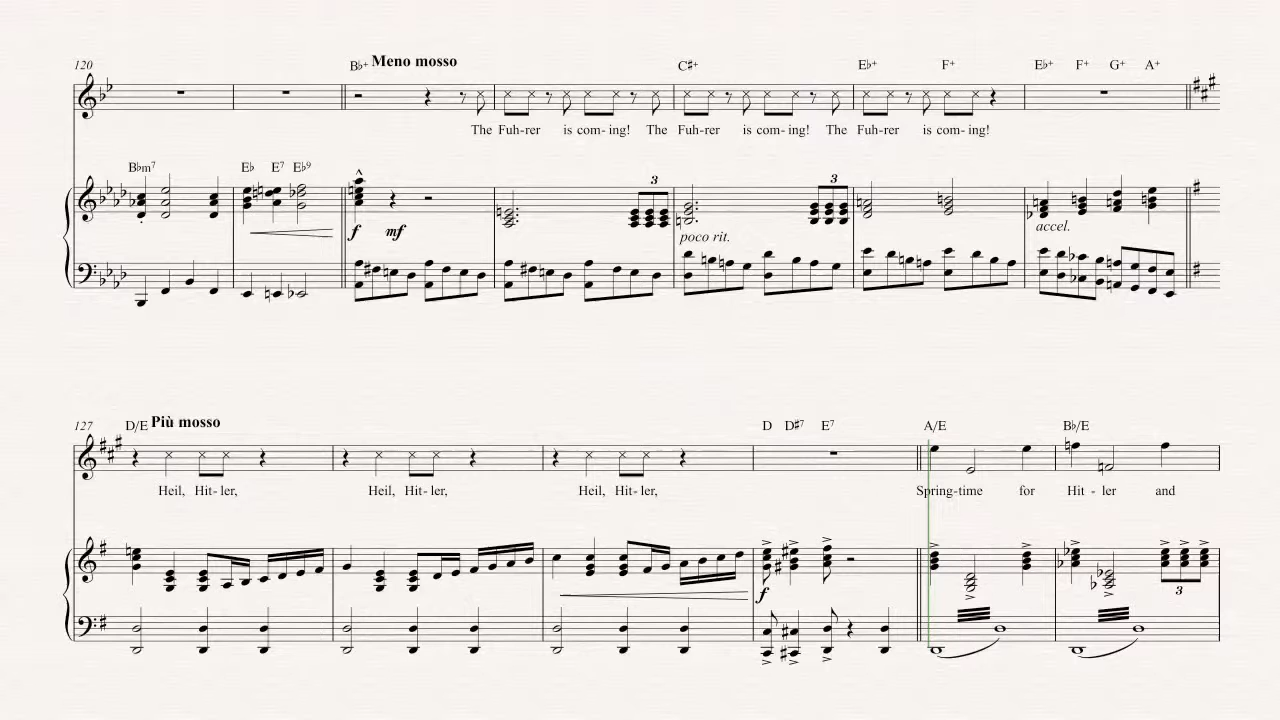 120 B♭+ Meno mosso C♯+ E♭+ F+ E♭+ F+ G+ A+
The Fuh-rer is com-ing! The Fuh-rer is com-ing! The Fuh-rer is com-ing!
B♭m7 E♭ E7 E♭9
3 3
f mf poco rit. accel.
127 D/E Più mosso D D♯7 E7 A/E B♭/E
Heil, Hit-ler, Heil, Hit-ler, Heil, Hit-ler, Spring-time for Hit-ler and
f 3